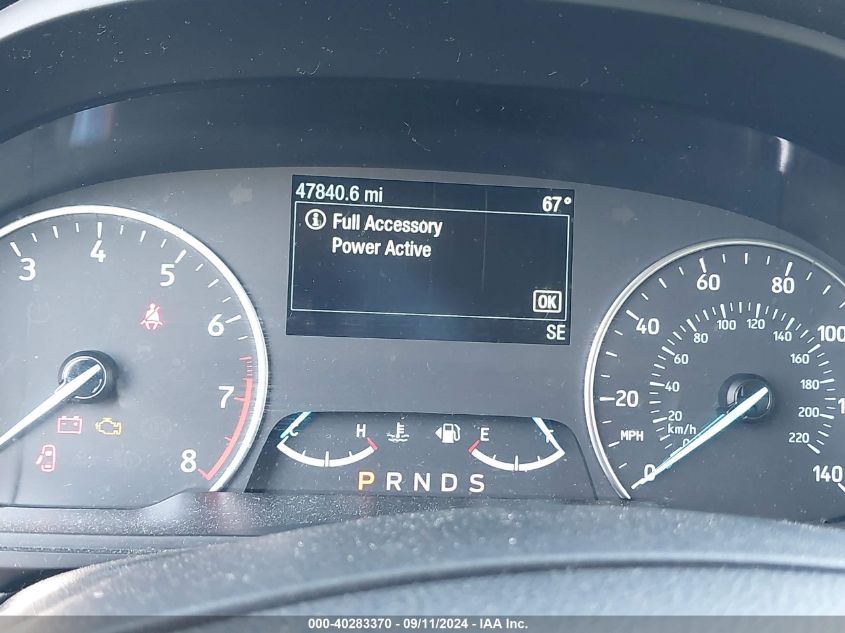 47840.6 mi 67°
i Full Accessory
Power Active
OK
SE
3 4 5 6 7 8
C H E F
P R N D S
0 20 40 60 80 100 140
MPH
0 20 40 60 80 100 120 140 160 180 200 220
km/h
000-40283370 - 09/11/2024 - IAA Inc.